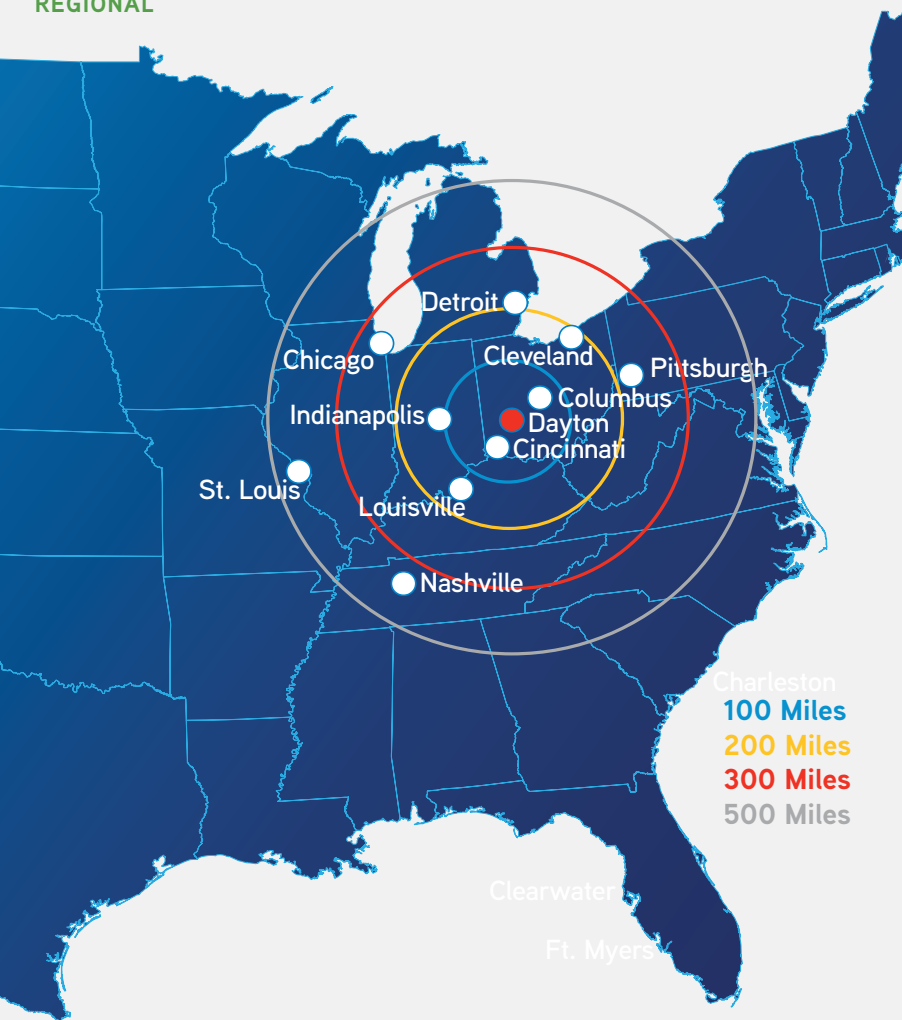 REGIONAL
Detroit
Chicago
Cleveland
Pittsburgh
Columbus
Indianapolis
Dayton
Cincinnati
St. Louis
Louisville
Nashville
Charleston
100 Miles
200 Miles
300 Miles
500 Miles
Clearwater
Ft. Myers